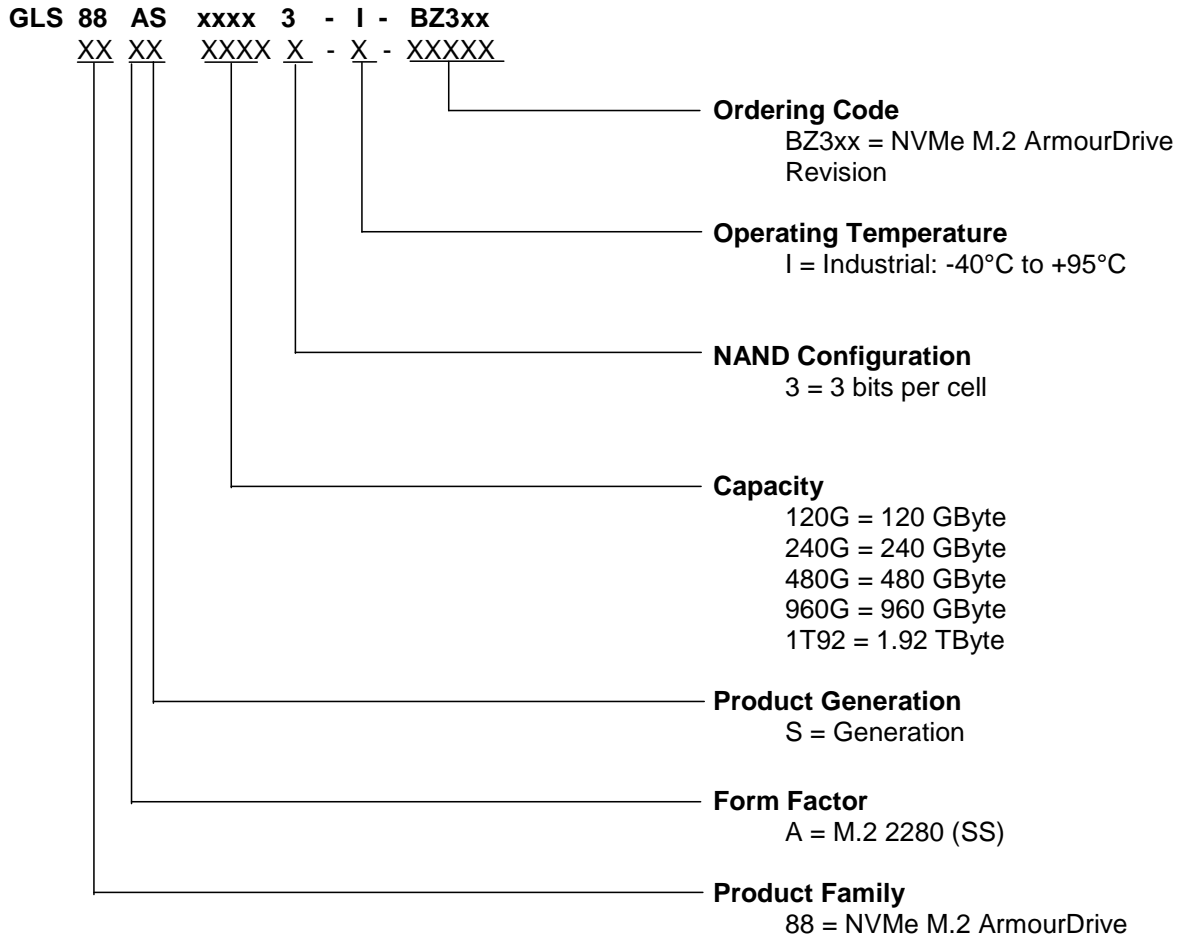 GLS 88 AS xxxx 3 - I - BZ3xx
XX XX XXXX X - X - XXXXX
Ordering Code
BZ3xx = NVMe M.2 ArmourDrive
Revision
Operating Temperature
I = Industrial: -40°C to +95°C
NAND Configuration
3 = 3 bits per cell
Capacity
120G = 120 GByte
240G = 240 GByte
480G = 480 GByte
960G = 960 GByte
1T92 = 1.92 TByte
Product Generation
S = Generation
Form Factor
A = M.2 2280 (SS)
Product Family
88 = NVMe M.2 ArmourDrive